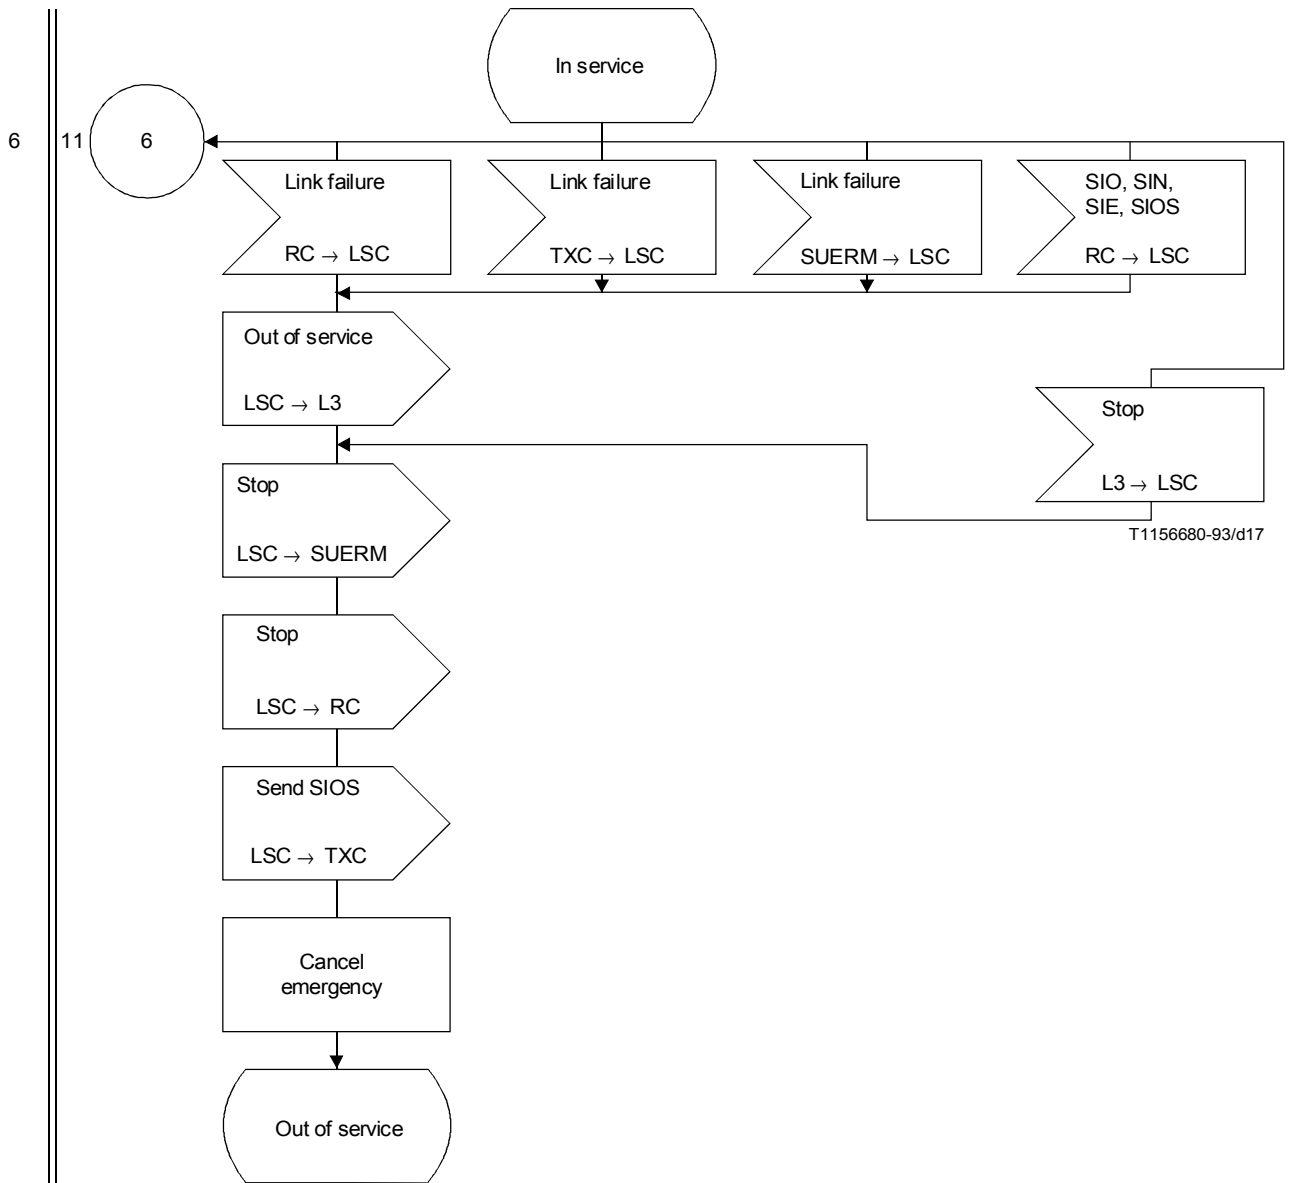 In service
6
11
6
Link failure
RC → LSC
Link failure
TXC → LSC
Link failure
SUERM → LSC
SIO, SIN,
SIE, SIOS
RC → LSC
Out of service
LSC → L3
Stop
L3 → LSC
T1156680-93/d17
Stop
LSC → SUERM
Stop
LSC → RC
Send SIOS
LSC → TXC
Cancel
emergency
Out of service